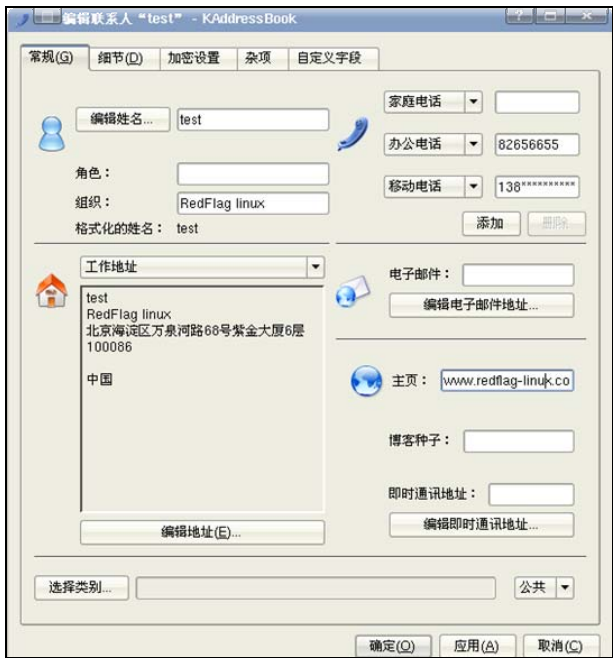 编辑联系人 “test” - KAddressBook
常规(G) 细节(D) 加密设置 杂项 自定义字段
编辑姓名... test
角色：
组织： RedFlag linux
格式化的姓名： test
家庭电话
办公电话 82656655
移动电话 138**********
添加 删除
工作地址
test
RedFlag linux
北京海淀区万泉河路68号紫金大厦6层
100086
中国
编辑地址(E)...
电子邮件：
编辑电子邮件地址...
主页： www.redflag-linux.co
博客种子：
即时通讯地址：
编辑即时通讯地址...
选择类别... 公共
确定(O) 应用(A) 取消(C)